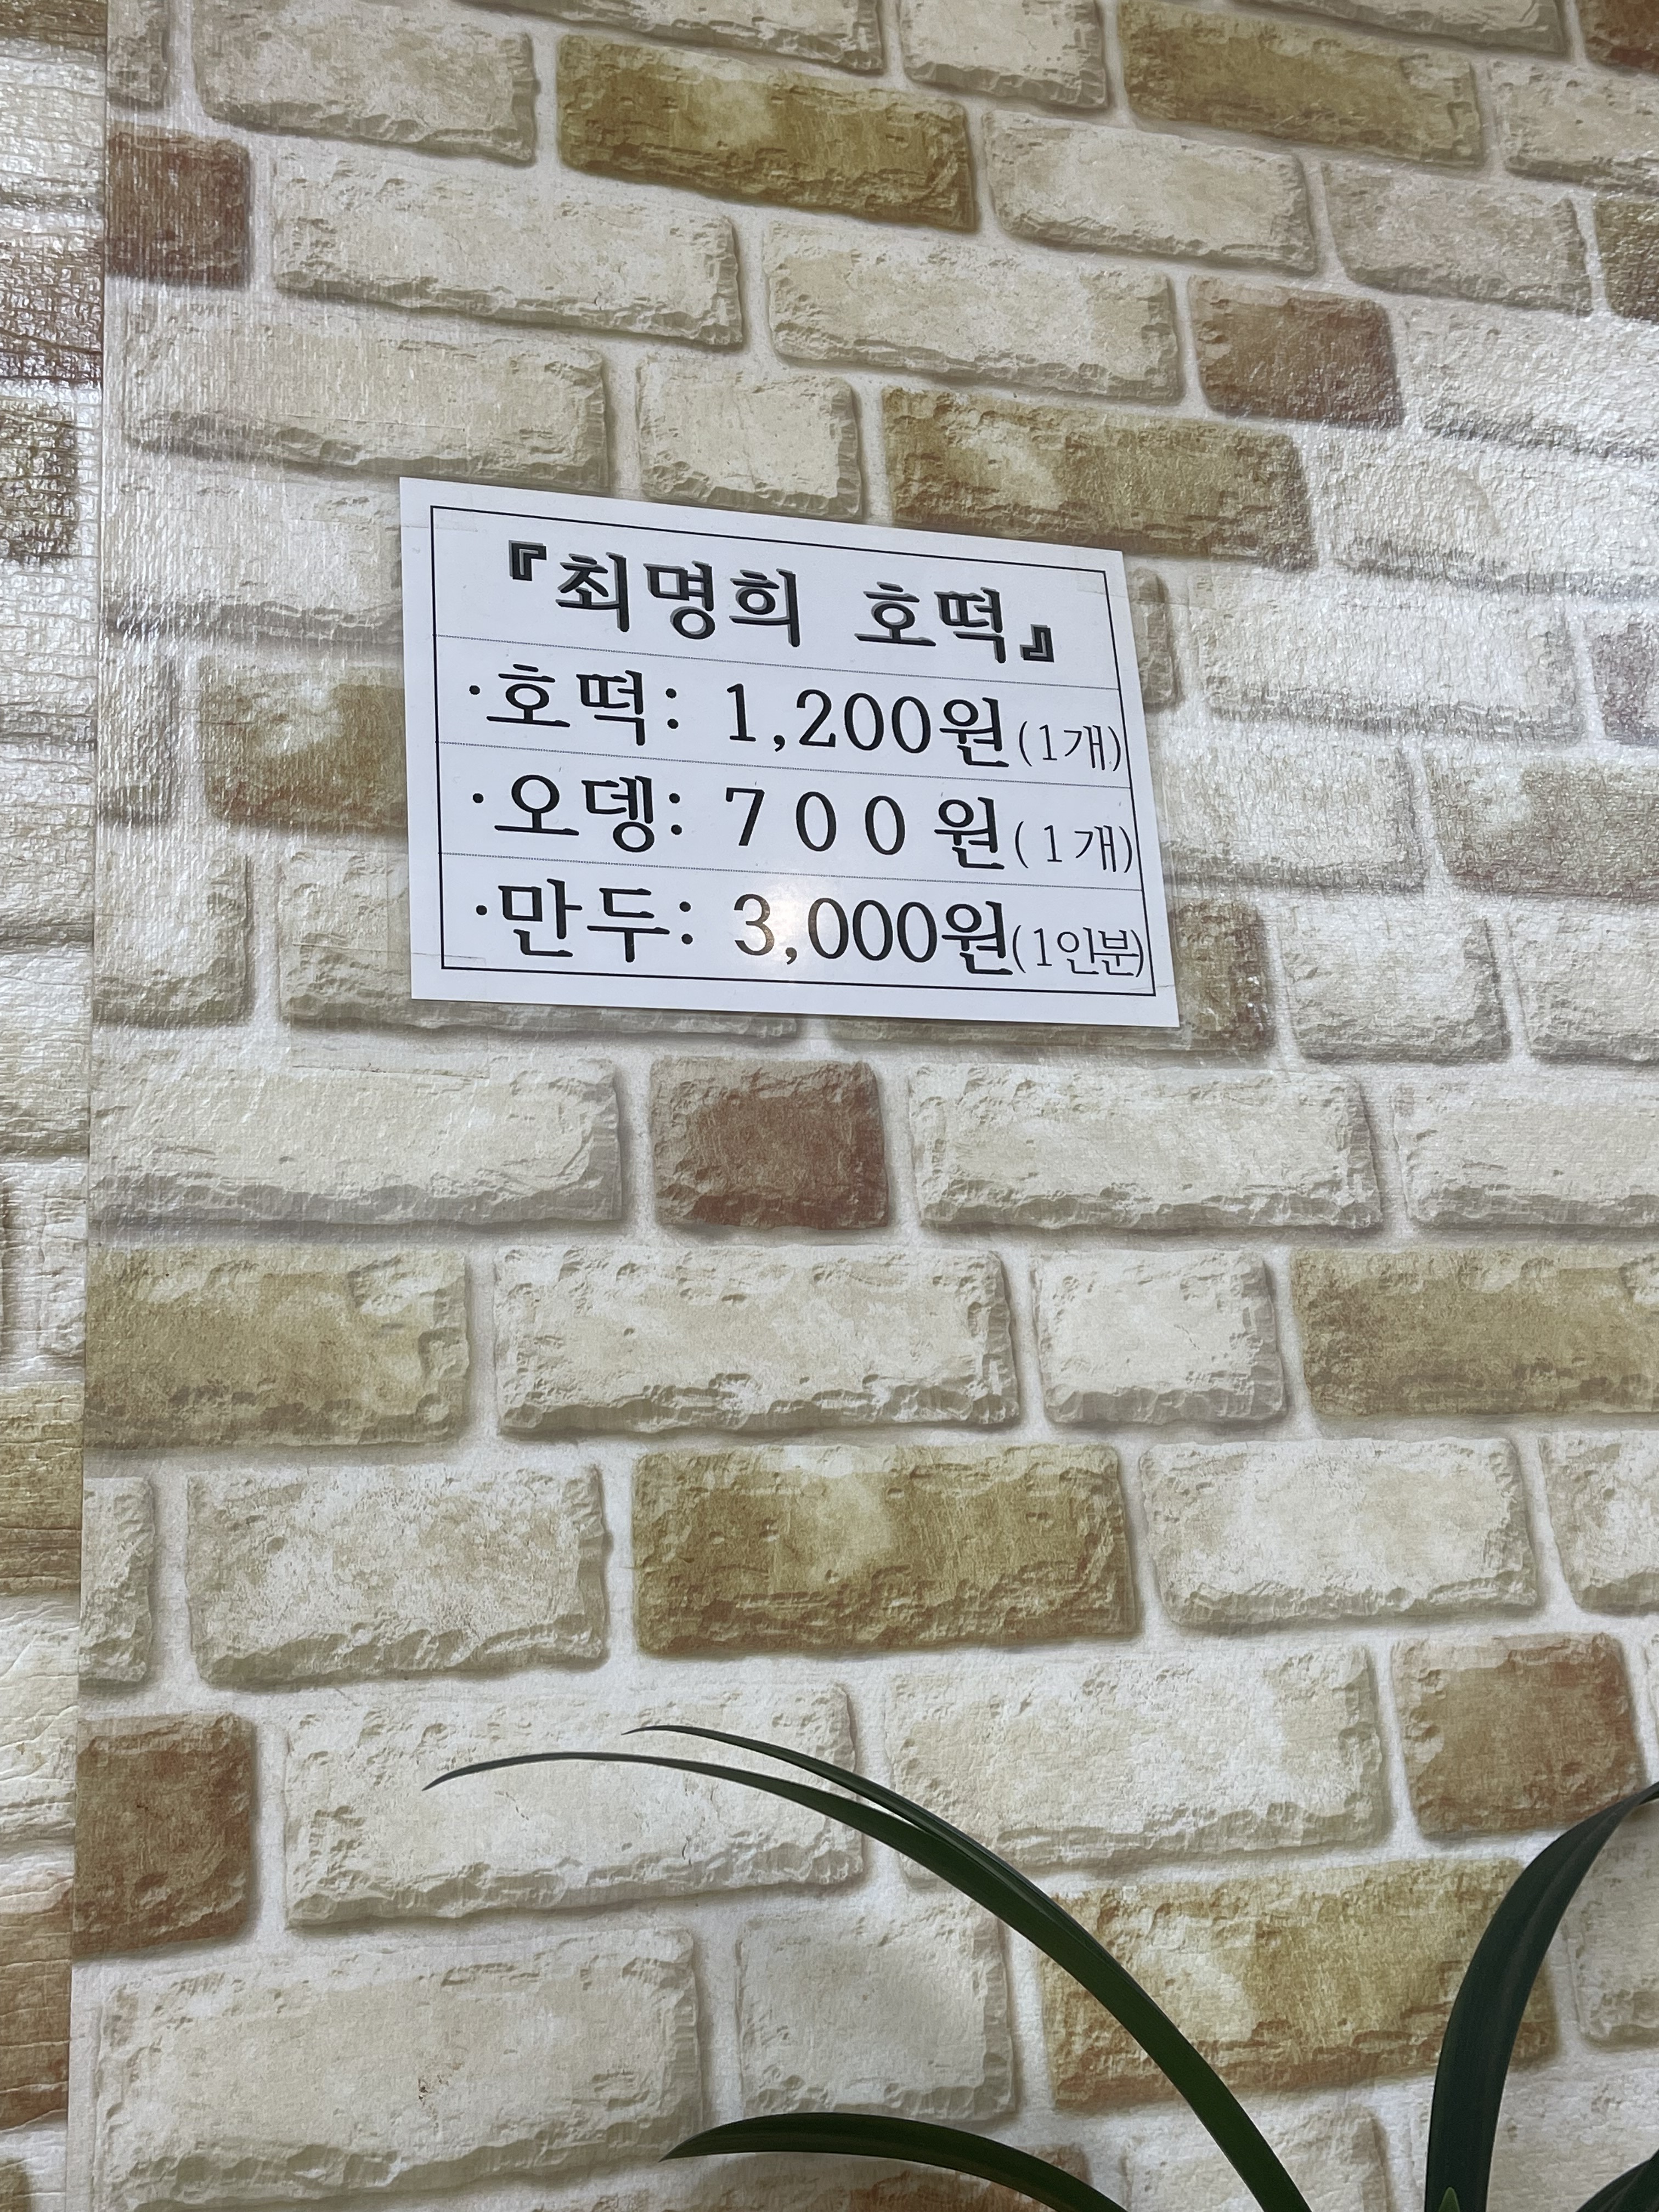 『최명희 호떡』
·호떡: 1,200원(1개)
·오뎅: 700원(1개)
·만두: 3,000원(1인분)